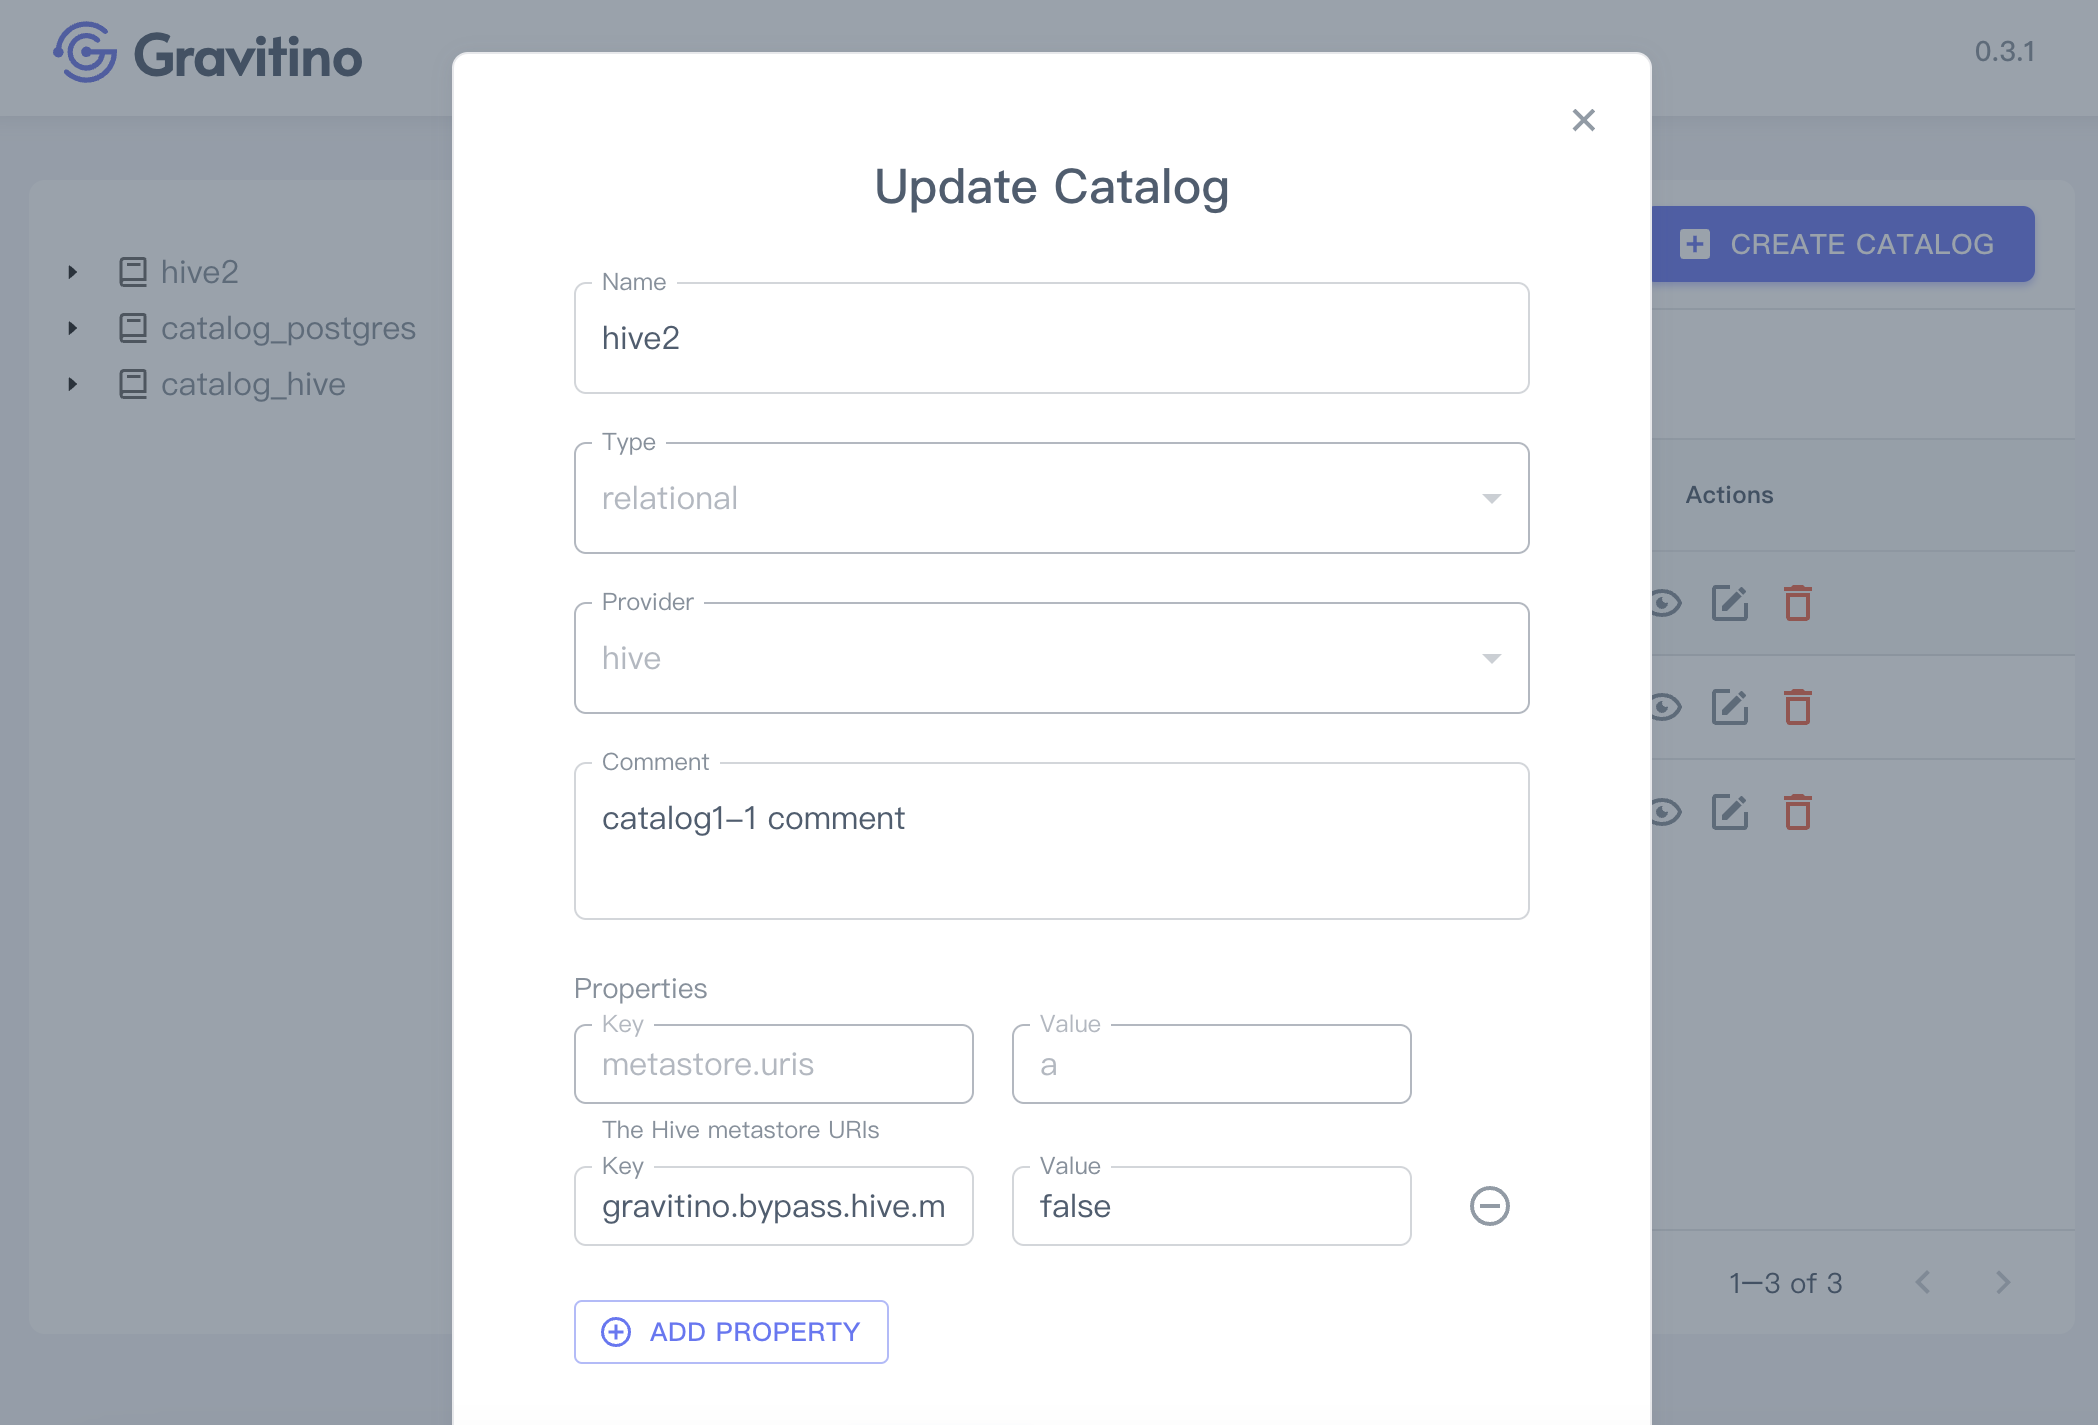 Gravitino
0.3.1
hive2
catalog_postgres
catalog_hive
CREATE CATALOG
Actions
1–3 of 3
Update Catalog
Name
hive2
Type
relational
Provider
hive
Comment
catalog1-1 comment
Properties
Key
metastore.uris
Value
a
The Hive metastore URIs
Key
gravitino.bypass.hive.m
Value
false
ADD PROPERTY